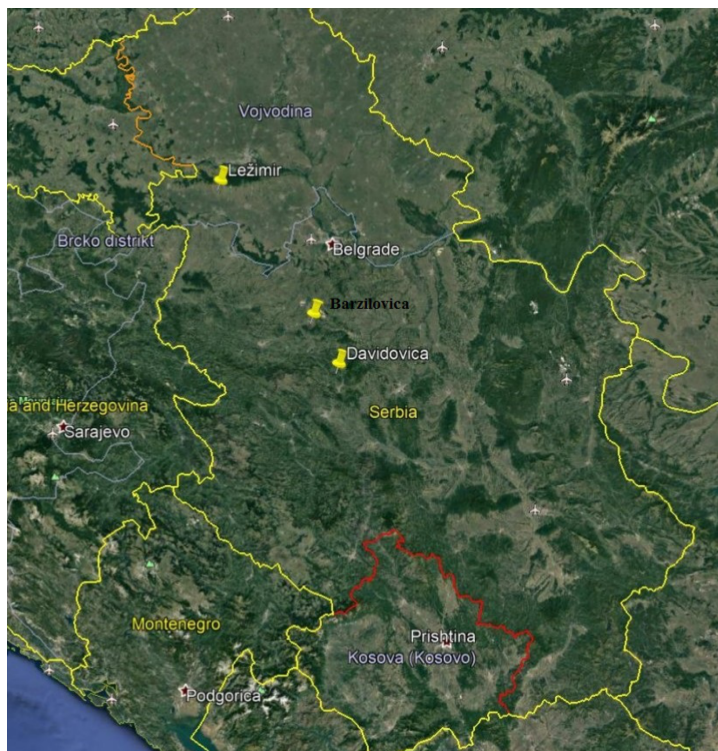 Vojvodina
Ležimir
Brcko distrikt
Belgrade
Barzilovica
Davidovica
a and Herzegovina
Serbia
Sarajevo
Montenegro
Prishtina
Kosova (Kosovo)
Podgorica